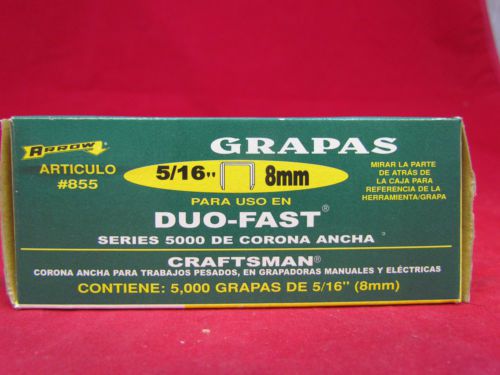 ARROW
ARTICULO
#855
GRAPAS
5/16" 8mm
MIRAR LA PARTE
DE ATRÁS DE
LA CAJA PARA
REFERENCIA DE LA
HERRAMIENTA/GRAPA
PARA USO EN
DUO-FAST®
SERIES 5000 DE CORONA ANCHA
CRAFTSMAN®
CORONA ANCHA PARA TRABAJOS PESADOS, EN GRAPADORAS MANUALES Y ELÉCTRICAS
CONTIENE: 5,000 GRAPAS DE 5/16" (8mm)